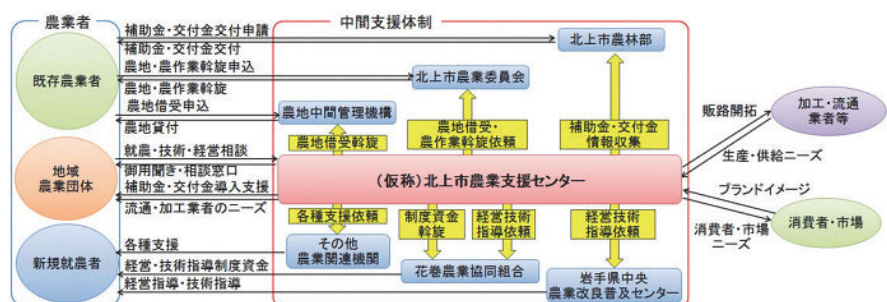 農業者
中間支援体制
補助金・交付金交付申請
補助金・交付金交付
農地・農作業斡旋申込
農地・農作業斡旋
農地借受申込
農地貸付
就農・技術・経営相談
御用聞き・相談窓口
補助金・交付金導入支援
流通・加工業者のニーズ
各種支援
経営・技術指導制度資金
経営指導・技術指導
既存農業者
地域
農業団体
新規就農者
北上市農林部
北上市農業委員会
農地中間管理機構
農地借受斡旋
農地借受・
農作業斡旋依頼
補助金・交付金
情報収集
(仮称)北上市農業支援センター
各種支援依頼
制度資金
斡旋
経営技術
指導依頼
経営技術
指導依頼
その他
農業関連機関
花巻農業協同組合
岩手県中央
農業改良普及センター
販路開拓
生産・供給ニーズ
ブランドイメージ
消費者・市場
ニーズ
加工・流通
業者等
消費者・市場